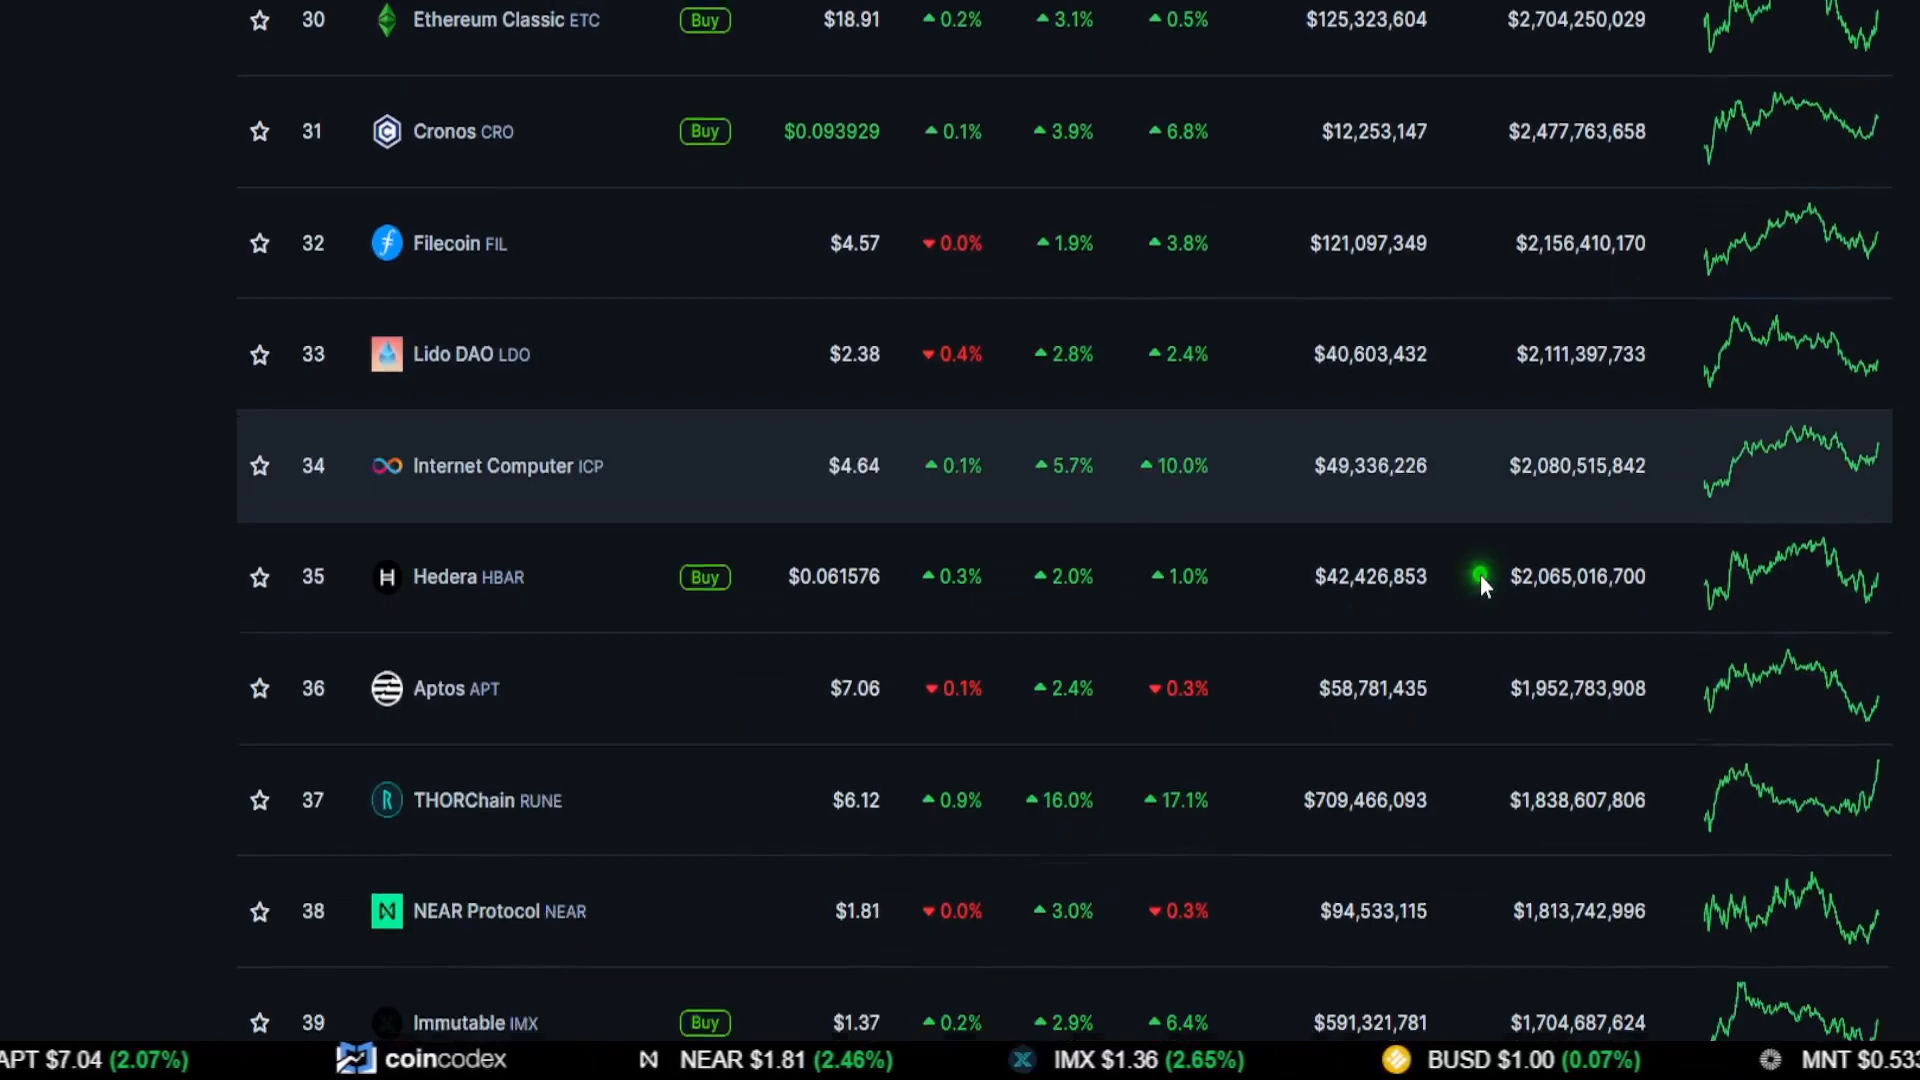 30 Ethereum Classic ETC Buy $18.91 0.2% 3.1% 0.5% $125,323,604 $2,704,250,029
31 Cronos CRO Buy $0.093929 0.1% 3.9% 6.8% $12,253,147 $2,477,763,658
32 Filecoin FIL $4.57 0.0% 1.9% 3.8% $121,097,349 $2,156,410,170
33 Lido DAO LDO $2.38 0.4% 2.8% 2.4% $40,603,432 $2,111,397,733
34 Internet Computer ICP $4.64 0.1% 5.7% 10.0% $49,336,226 $2,080,515,842
35 Hedera HBAR Buy $0.061576 0.3% 2.0% 1.0% $42,426,853 $2,065,016,700
36 Aptos APT $7.06 0.1% 2.4% 0.3% $58,781,435 $1,952,783,908
37 THORChain RUNE $6.12 0.9% 16.0% 17.1% $709,466,093 $1,838,607,806
38 NEAR Protocol NEAR $1.81 0.0% 3.0% 0.3% $94,533,115 $1,813,742,996
39 Immutable IMX Buy $1.37 0.2% 2.9% 6.4% $591,321,781 $1,704,687,624
APT $7.04 (2.07%) coincodex NEAR $1.81 (2.46%) IMX $1.36 (2.65%) BUSD $1.00 (0.07%) MNT $0.533